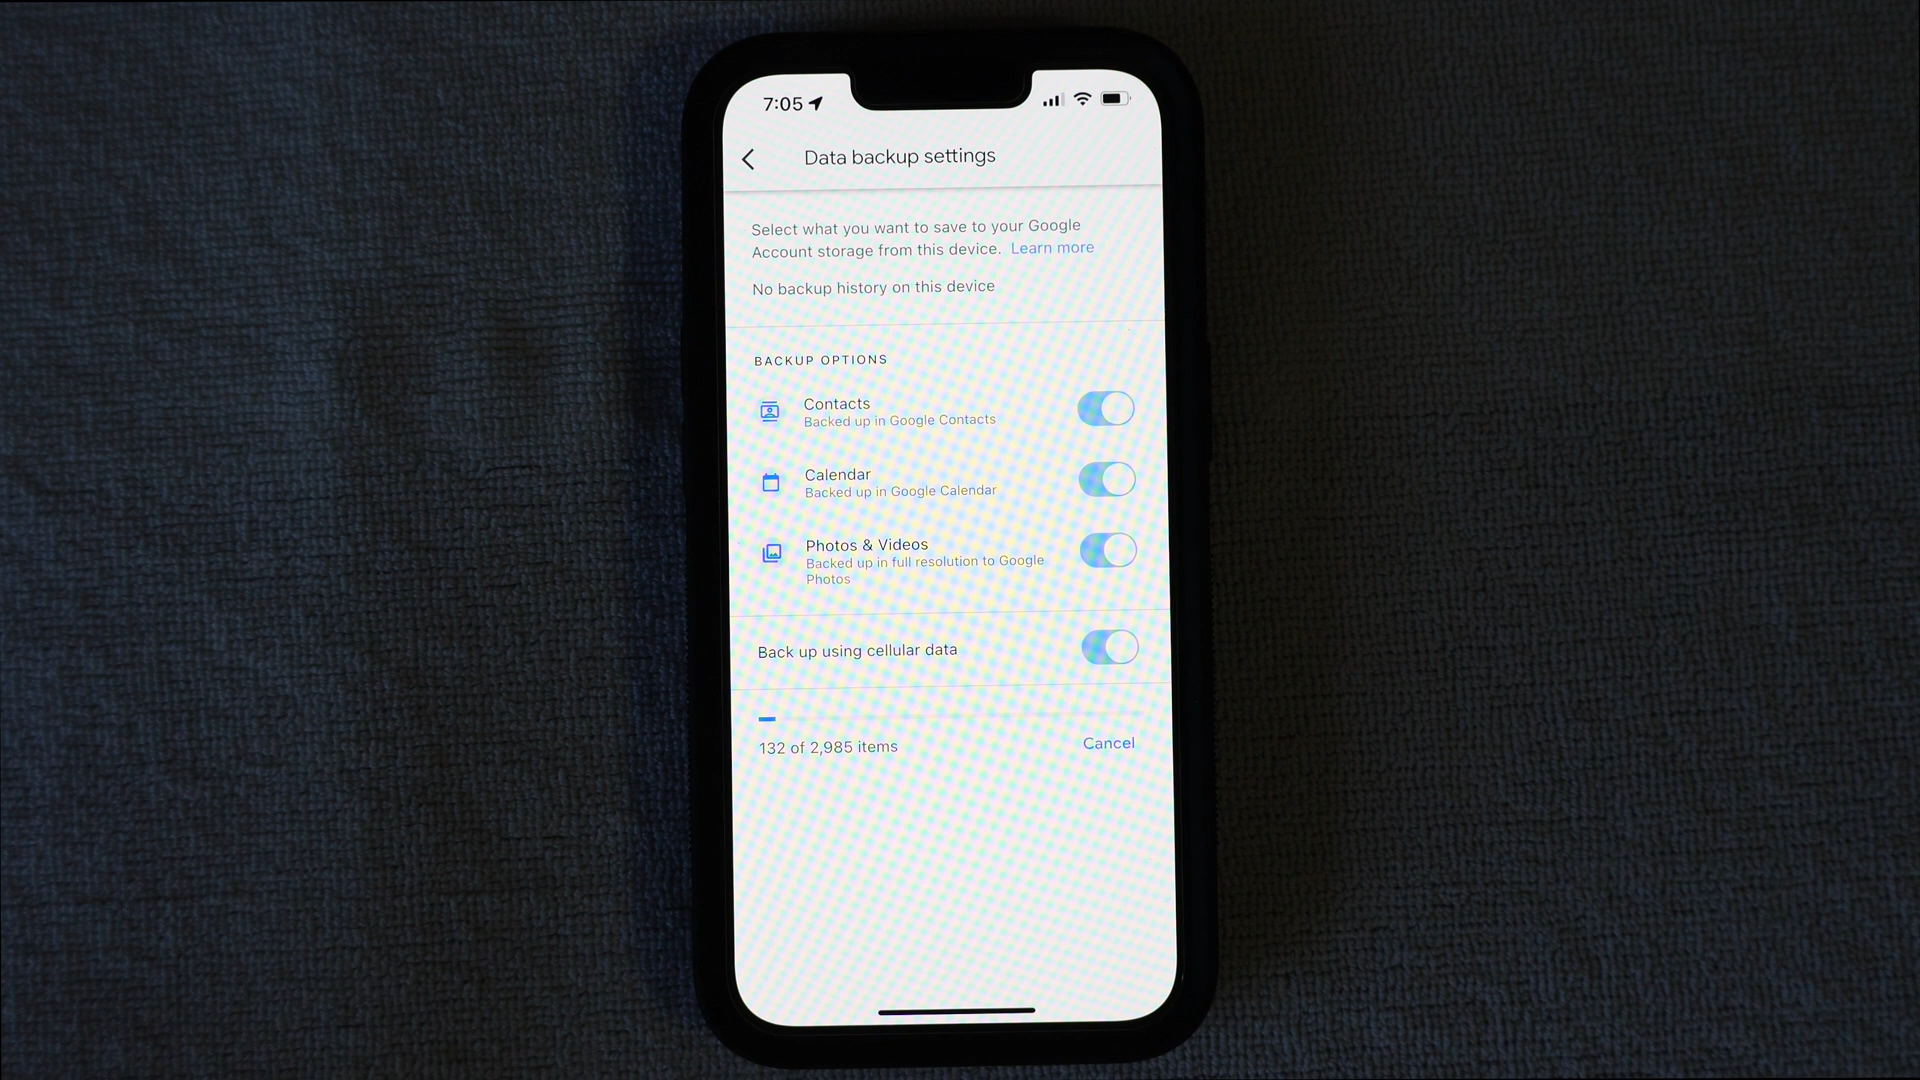 7:05
Data backup settings
Select what you want to save to your Google
Account storage from this device. Learn more
No backup history on this device
BACKUP OPTIONS
Contacts
Backed up in Google Contacts
Calendar
Backed up in Google Calendar
Photos & Videos
Backed up in full resolution to Google
Photos
Back up using cellular data
132 of 2,985 items
Cancel